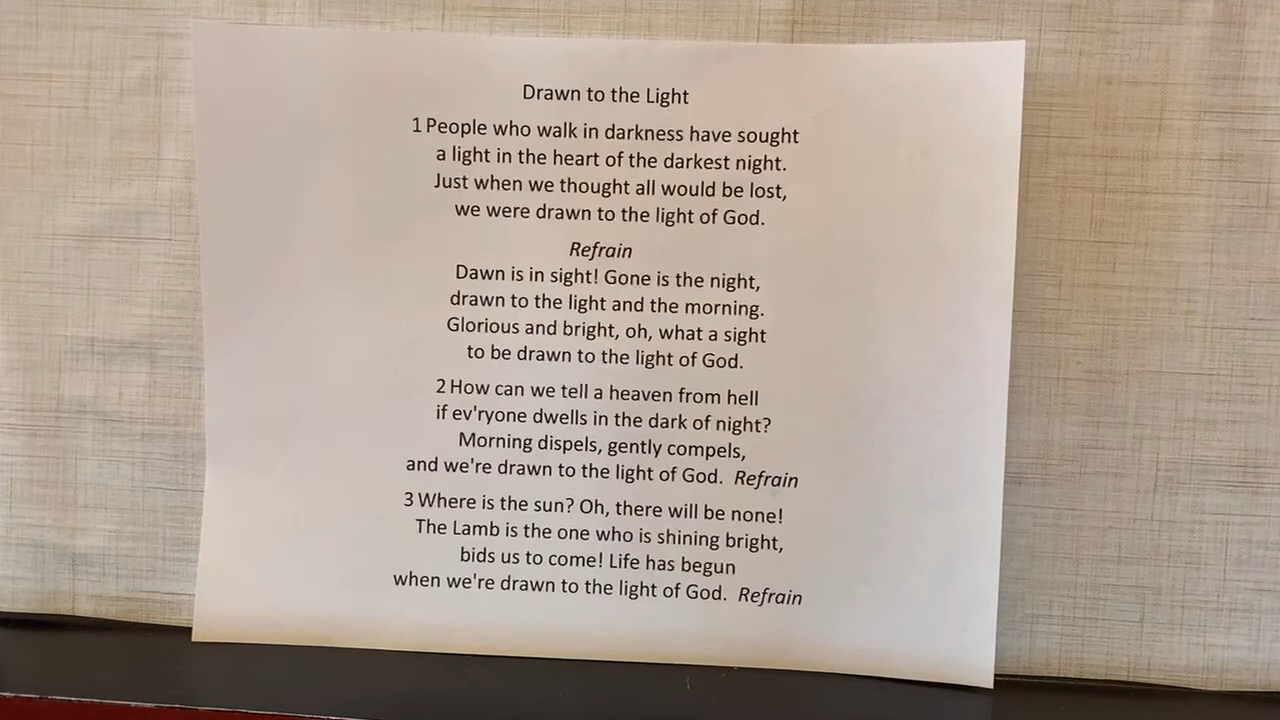 Drawn to the Light
1 People who walk in darkness have sought
a light in the heart of the darkest night.
Just when we thought all would be lost,
we were drawn to the light of God.
Refrain
Dawn is in sight! Gone is the night,
drawn to the light and the morning.
Glorious and bright, oh, what a sight
to be drawn to the light of God.
2 How can we tell a heaven from hell
if ev'ryone dwells in the dark of night?
Morning dispels, gently compels,
and we're drawn to the light of God. Refrain
3 Where is the sun? Oh, there will be none!
The Lamb is the one who is shining bright,
bids us to come! Life has begun
when we're drawn to the light of God. Refrain